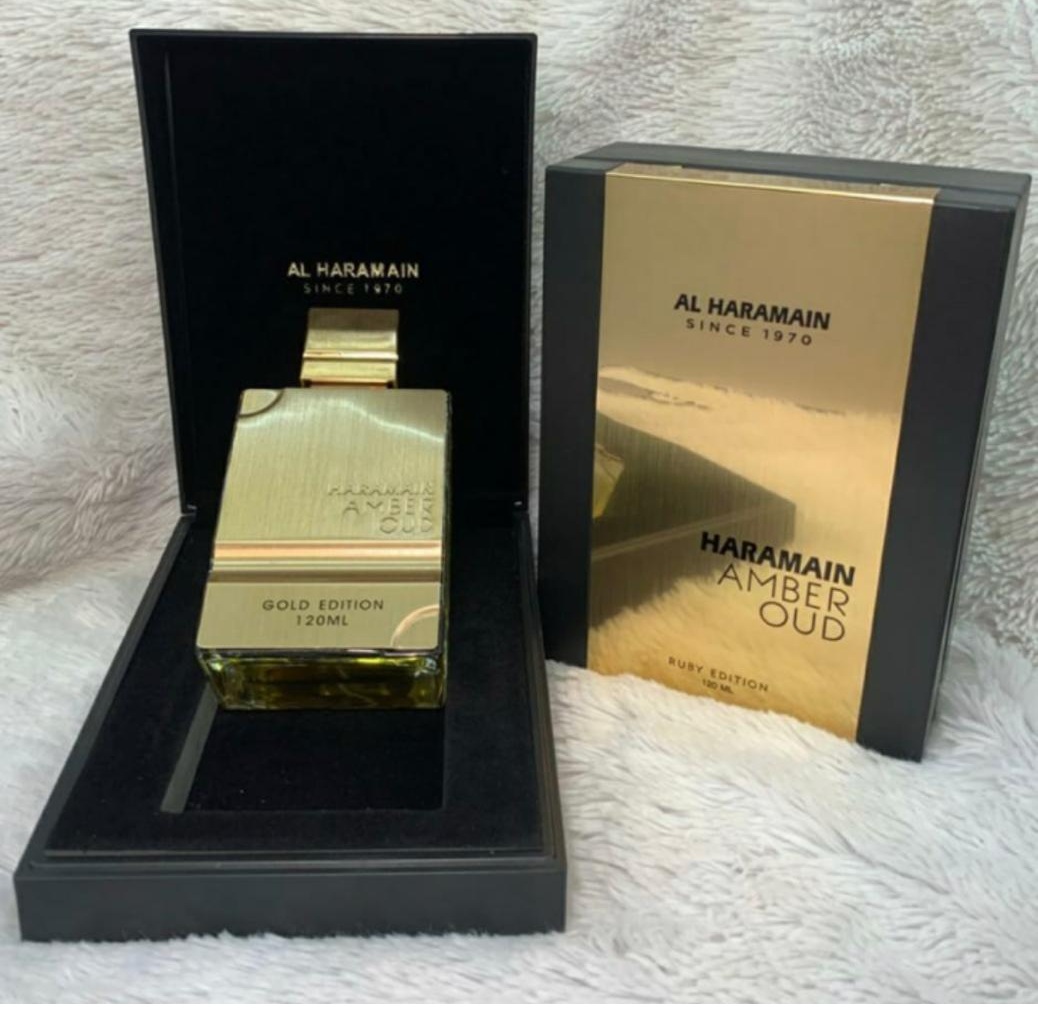 AL HARAMAIN
SINCE 1970
HARAMAIN
AMBER
OUD
GOLD EDITION
120ML
AL HARAMAIN
SINCE 1970
HARAMAIN
AMBER
OUD
RUBY EDITION
120 ML